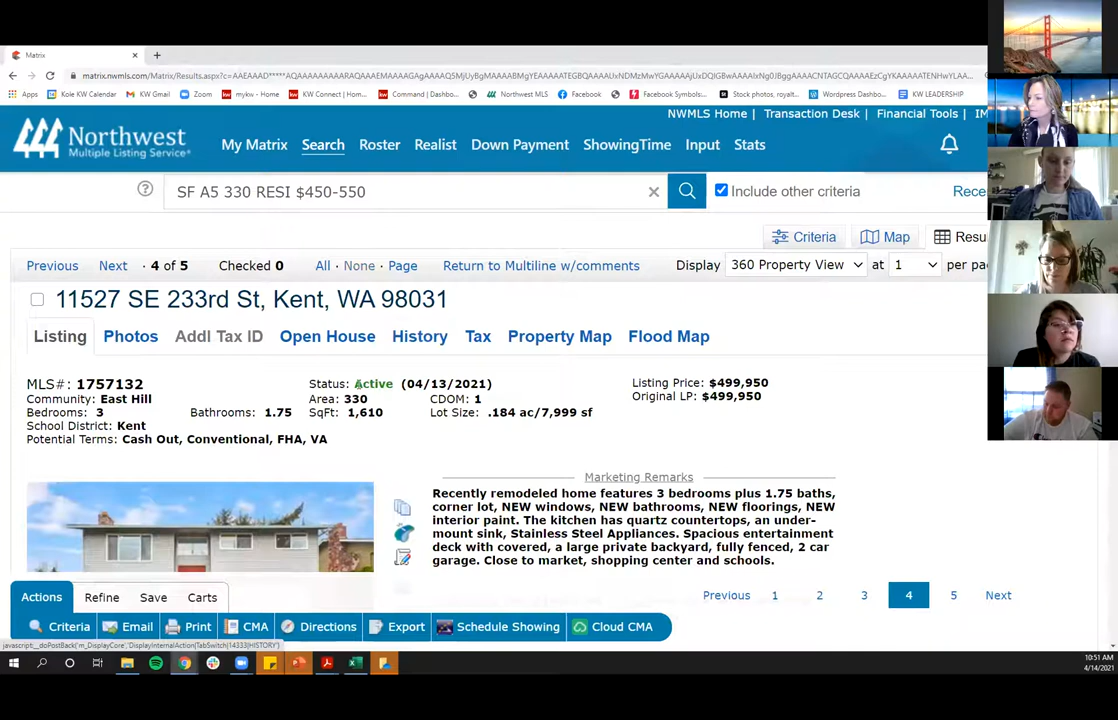 Matrix
matrix.nwmls.com/Matrix/Results.aspx?c=
Apps Kole KW Calendar KW Gmail Zoom mykw - Home KW Connect | Hom... Command | Dashbo... Northwest MLS Facebook Facebook Symbols:... Stock photos, royalt... Wordpress Dashbo... KW LEADERSHIP
NWMLS Home | Transaction Desk | Financial Tools | IM
Northwest
Multiple Listing Service®
My Matrix Search Roster Realist Down Payment ShowingTime Input Stats
SF A5 330 RESI $450-550
Include other criteria
Rece
Criteria Map Resu
Previous Next · 4 of 5 Checked 0 All · None · Page Return to Multiline w/comments Display 360 Property View at 1 per pa
11527 SE 233rd St, Kent, WA 98031
Listing Photos Addl Tax ID Open House History Tax Property Map Flood Map
MLS#: 1757132 Status: Active (04/13/2021) Listing Price: $499,950
Community: East Hill Area: 330 CDOM: 1 Original LP: $499,950
Bedrooms: 3 Bathrooms: 1.75 SqFt: 1,610 Lot Size: .184 ac/7,999 sf
School District: Kent
Potential Terms: Cash Out, Conventional, FHA, VA
Marketing Remarks
Recently remodeled home features 3 bedrooms plus 1.75 baths,
corner lot, NEW windows, NEW bathrooms, NEW floorings, NEW
interior paint. The kitchen has quartz countertops, an under-
mount sink, Stainless Steel Appliances. Spacious entertainment
deck with covered, a large private backyard, fully fenced, 2 car
garage. Close to market, shopping center and schools.
Actions Refine Save Carts
Previous 1 2 3 4 5 Next
Criteria Email Print CMA Directions Export Schedule Showing Cloud CMA
javascript:__doPostBack('m_DisplayCore','DisplayInternalAction|TabSwitch|14333|HISTORY')
10:51 AM
4/14/2021